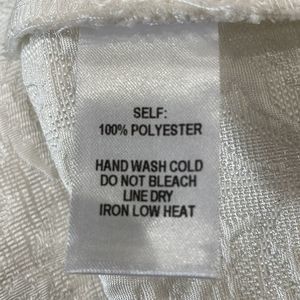 SELF:
100% POLYESTER
HAND WASH COLD
DO NOT BLEACH
LINE DRY
IRON LOW HEAT